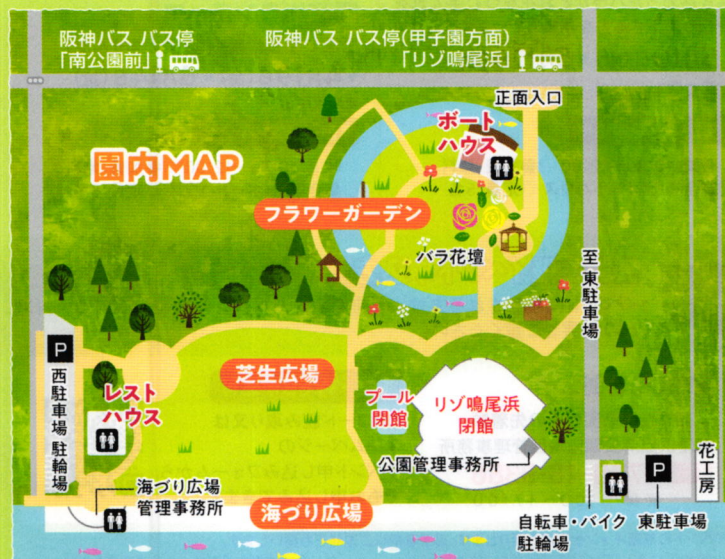 阪神バス バス停
「南公園前」
阪神バス バス停(甲子園方面)
「リゾ鳴尾浜」
正面入口
ボート
ハウス
園内MAP
フラワーガーデン
バラ花壇
至 東駐車場
P
西駐車場 駐輪場
レスト
ハウス
芝生広場
プール
閉館
リゾ鳴尾浜
閉館
公園管理事務所
海づり広場
管理事務所
海づり広場
自転車・バイク
駐輪場
P
東駐車場
花工房